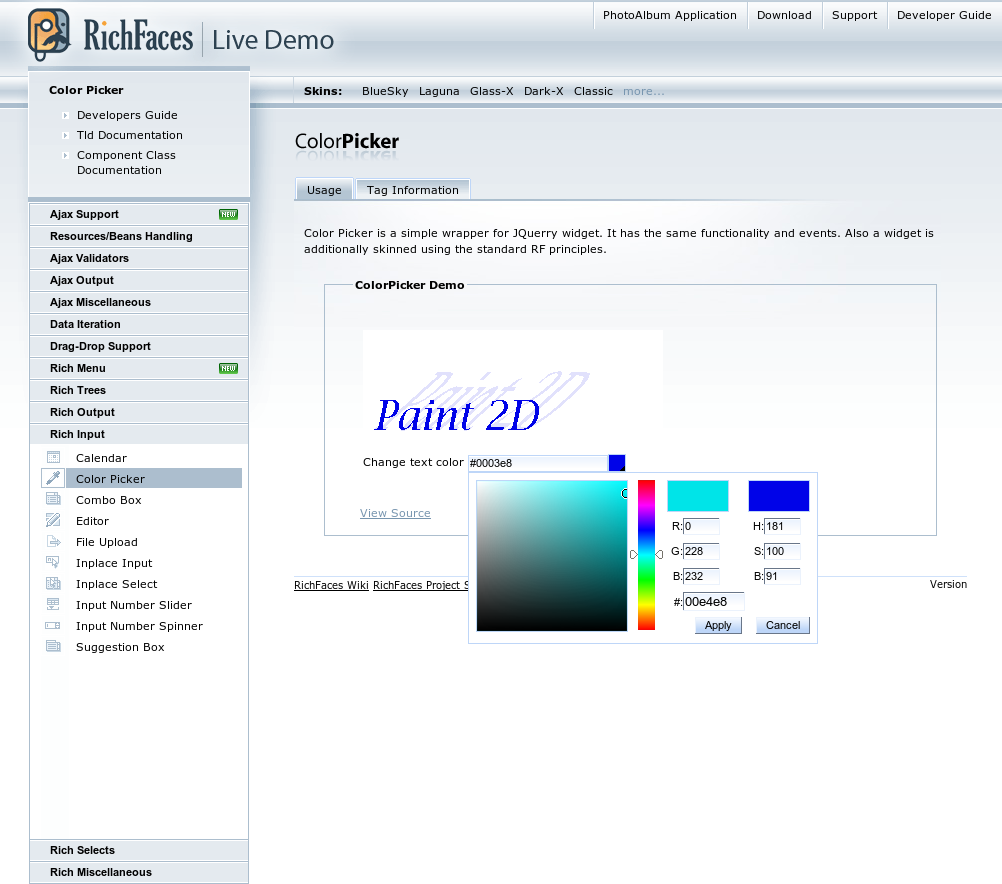 PhotoAlbum Application Download Support Developer Guide
RichFaces Live Demo
Skins: BlueSky Laguna Glass-X Dark-X Classic more...
Color Picker
Developers Guide
Tld Documentation
Component Class
Documentation
Ajax Support NEW
Resources/Beans Handling
Ajax Validators
Ajax Output
Ajax Miscellaneous
Data Iteration
Drag-Drop Support
Rich Menu NEW
Rich Trees
Rich Output
Rich Input
Calendar
Color Picker
Combo Box
Editor
File Upload
Inplace Input
Inplace Select
Input Number Slider
Input Number Spinner
Suggestion Box
Rich Selects
Rich Miscellaneous
ColorPicker
Usage Tag Information
Color Picker is a simple wrapper for JQuerry widget. It has the same functionality and events. Also a widget is
additionally skinned using the standard RF principles.
ColorPicker Demo
Paint 2D
Paint 2D
Change text color #0003e8
R: 0 H: 181
G: 228 S: 100
B: 232 B: 91
#: 00e4e8
Apply Cancel
View Source
RichFaces Wiki RichFaces Project S Version